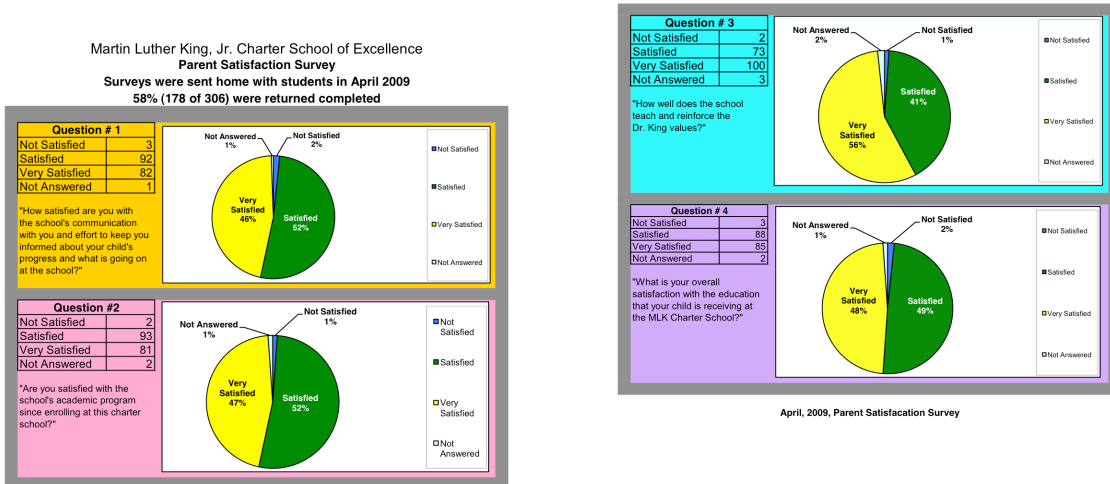 Martin Luther King, Jr. Charter School of Excellence
Parent Satisfaction Survey
Surveys were sent home with students in April 2009
58% (178 of 306) were returned completed
Question # 1
Not Satisfied 3
Satisfied 92
Very Satisfied 82
Not Answered 1
"How satisfied are you with
the school's communication
with you and effort to keep you
informed about your child's
progress and what is going on
at the school?"
Not Answered
1%
Not Satisfied
2%
Very
Satisfied
46%
Satisfied
52%
Not Satisfied
Satisfied
Very Satisfied
Not Answered
Question #2
Not Satisfied 2
Satisfied 93
Very Satisfied 81
Not Answered 2
"Are you satisfied with the
school's academic program
since enrolling at this charter
school?"
Not Answered
1%
Not Satisfied
1%
Very
Satisfied
47%
Satisfied
52%
Not
Satisfied
Satisfied
Very
Satisfied
Not
Answered
Question # 3
Not Satisfied 2
Satisfied 73
Very Satisfied 100
Not Answered 3
"How well does the school
teach and reinforce the
Dr. King values?"
Not Answered
2%
Not Satisfied
1%
Satisfied
41%
Very
Satisfied
56%
Not Satisfied
Satisfied
Very Satisfied
Not Answered
Question # 4
Not Satisfied 3
Satisfied 88
Very Satisfied 85
Not Answered 2
"What is your overall
satisfaction with the education
that your child is receiving at
the MLK Charter School?"
Not Answered
1%
Not Satisfied
2%
Very
Satisfied
48%
Satisfied
49%
Not Satisfied
Satisfied
Very Satisfied
Not Answered
April, 2009, Parent Satisfacation Survey